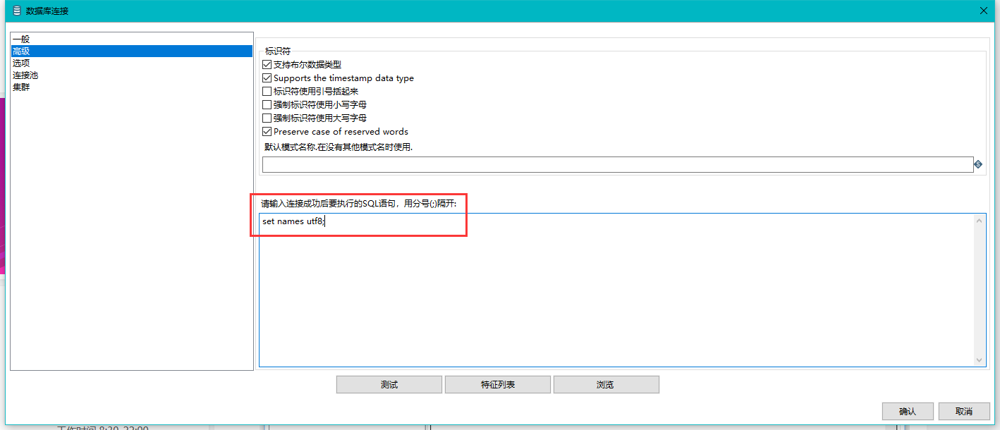 数据库连接
一般
高级
选项
连接池
集群
标识符
支持布尔数据类型
Supports the timestamp data type
标识符使用引号括起来
强制标识符使用小写字母
强制标识符使用大写字母
Preserve case of reserved words
默认模式名称.在没有其他模式名时使用.
请输入连接成功后要执行的SQL语句，用分号(;)隔开:
set names utf8;
测试
特征列表
浏览
确认
取消
工作时间 8:30-22:00